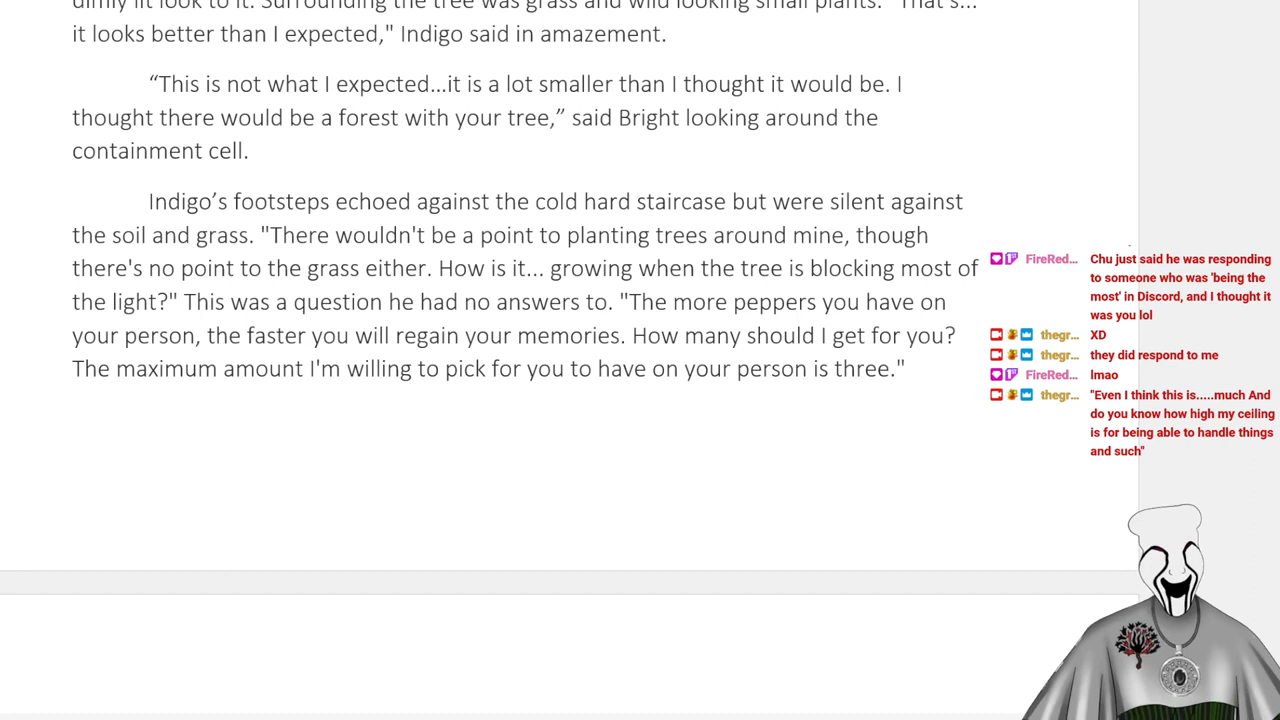 dimly lit look to it. Surrounding the tree was grass and wild looking small plants. "That's...
it looks better than I expected," Indigo said in amazement.
“This is not what I expected...it is a lot smaller than I thought it would be. I
thought there would be a forest with your tree,” said Bright looking around the
containment cell.
Indigo’s footsteps echoed against the cold hard staircase but were silent against
the soil and grass. "There wouldn't be a point to planting trees around mine, though
there's no point to the grass either. How is it... growing when the tree is blocking most of
the light?" This was a question he had no answers to. "The more peppers you have on
your person, the faster you will regain your memories. How many should I get for you?
The maximum amount I'm willing to pick for you to have on your person is three."
FireRed... Chu just said he was responding
to someone who was 'being the
most' in Discord, and I thought it
was you lol
thegr... XD
thegr... they did respond to me
FireRed... lmao
thegr... "Even I think this is.....much And
do you know how high my ceiling
is for being able to handle things
and such"